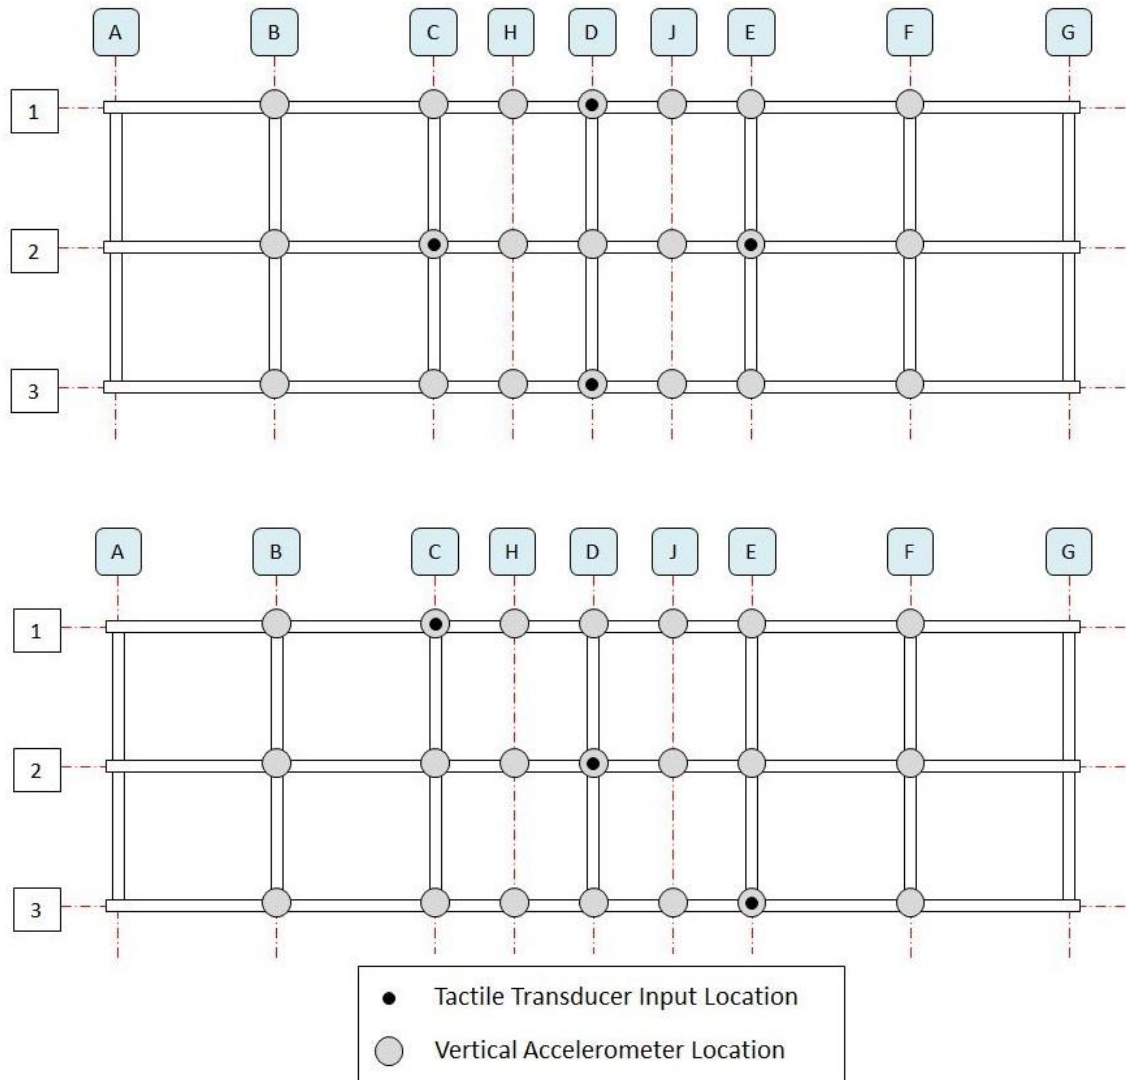 A B C H D J E F G
1
2
3
A B C H D J E F G
1
2
3
Tactile Transducer Input Location
Vertical Accelerometer Location